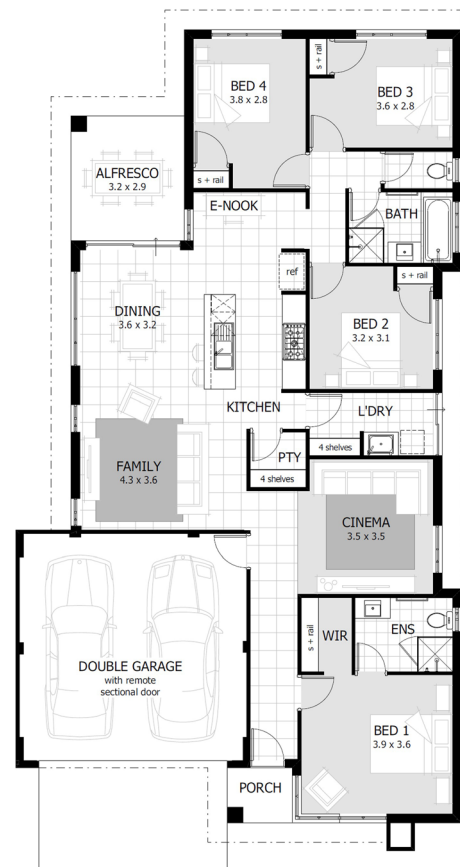 BED 4
3.8 x 2.8
s + rail
BED 3
3.6 x 2.8
ALFRESCO
3.2 x 2.9
s + rail
E-NOOK
BATH
ref
s + rail
DINING
3.6 x 3.2
BED 2
3.2 x 3.1
KITCHEN
L'DRY
4 shelves
PTY
4 shelves
FAMILY
4.3 x 3.6
CINEMA
3.5 x 3.5
s + rail
WIR
ENS
DOUBLE GARAGE
with remote
sectional door
BED 1
3.9 x 3.6
PORCH